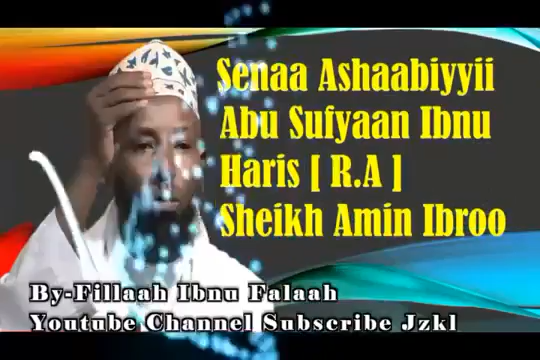 Senaa Ashaabiyyii
Abu Sufyaan Ibnu
Haris [ R.A ]
Sheikh Amin Ibroo
By-Fillaah Ibnu Falaah
Youtube Channel Subscribe Jzkl